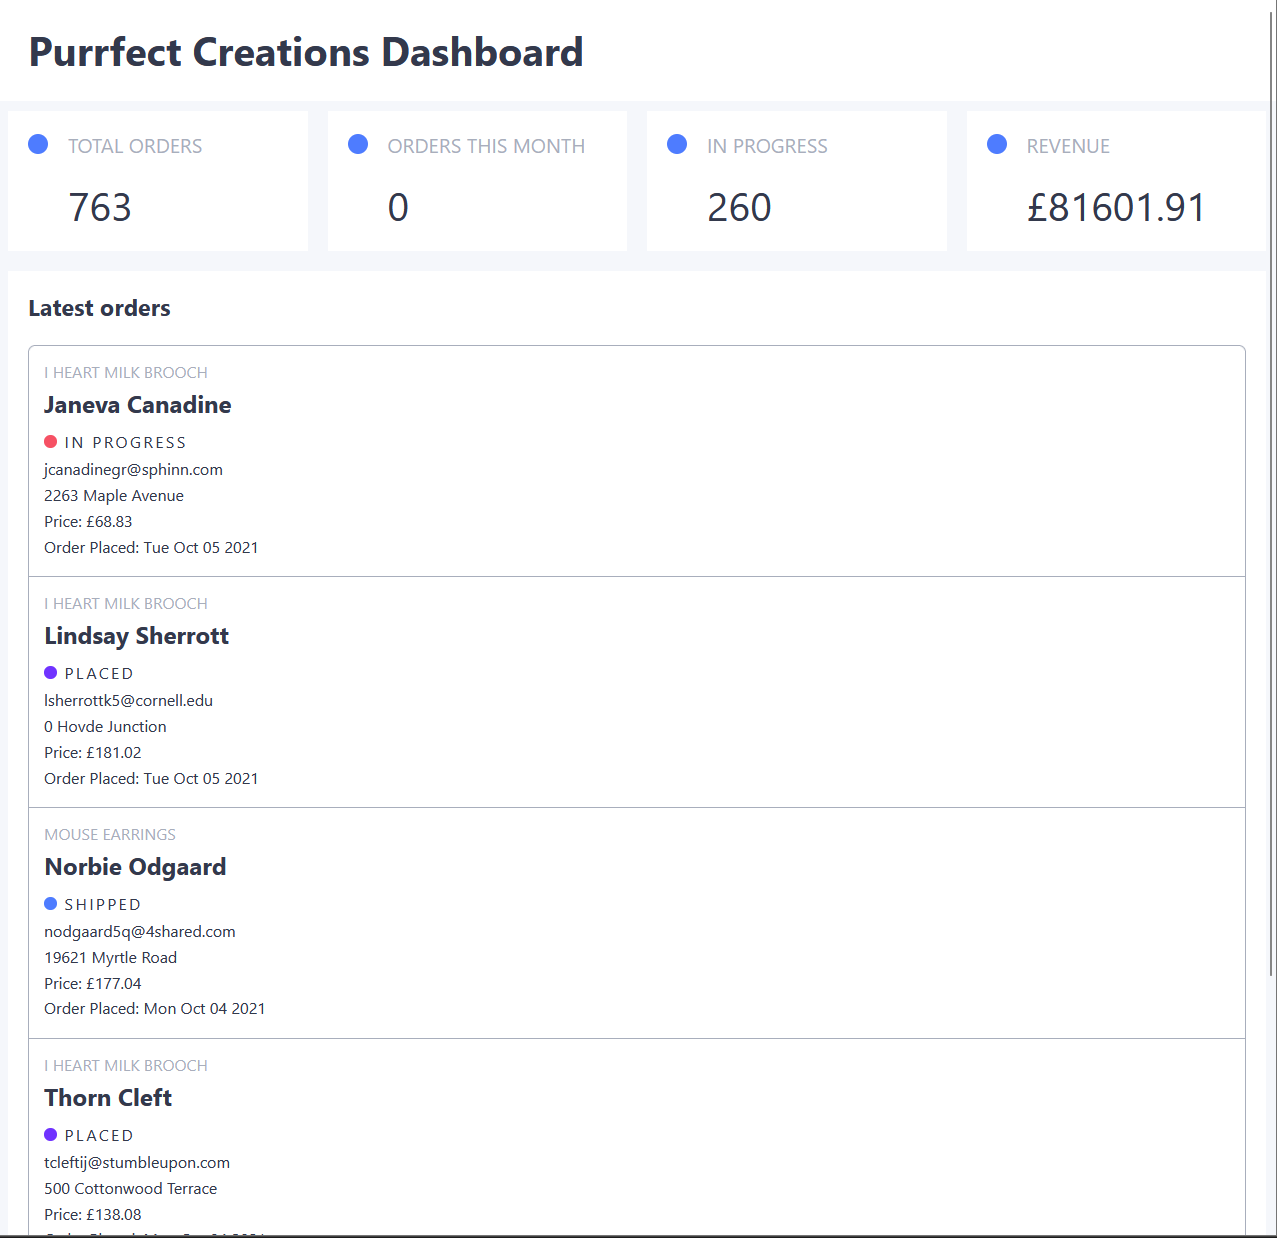 Purrfect Creations Dashboard
TOTAL ORDERS
763
ORDERS THIS MONTH
0
IN PROGRESS
260
REVENUE
£81601.91
Latest orders
I HEART MILK BROOCH
Janeva Canadine
IN PROGRESS
jcanadinegr@sphinn.com
2263 Maple Avenue
Price: £68.83
Order Placed: Tue Oct 05 2021
I HEART MILK BROOCH
Lindsay Sherrott
PLACED
lsherrottk5@cornell.edu
0 Hovde Junction
Price: £181.02
Order Placed: Tue Oct 05 2021
MOUSE EARRINGS
Norbie Odgaard
SHIPPED
nodgaard5q@4shared.com
19621 Myrtle Road
Price: £177.04
Order Placed: Mon Oct 04 2021
I HEART MILK BROOCH
Thorn Cleft
PLACED
tcleftij@stumbleupon.com
500 Cottonwood Terrace
Price: £138.08